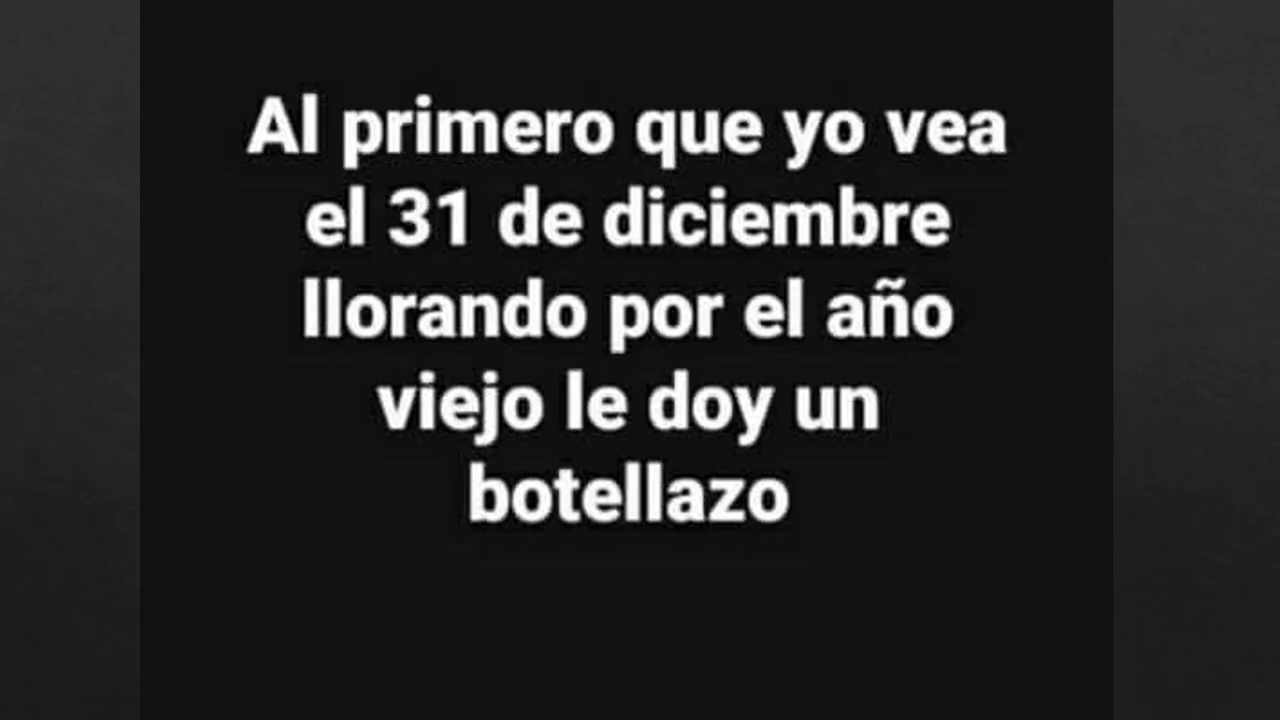 Al primero que yo vea
el 31 de diciembre
llorando por el año
viejo le doy un
botellazo